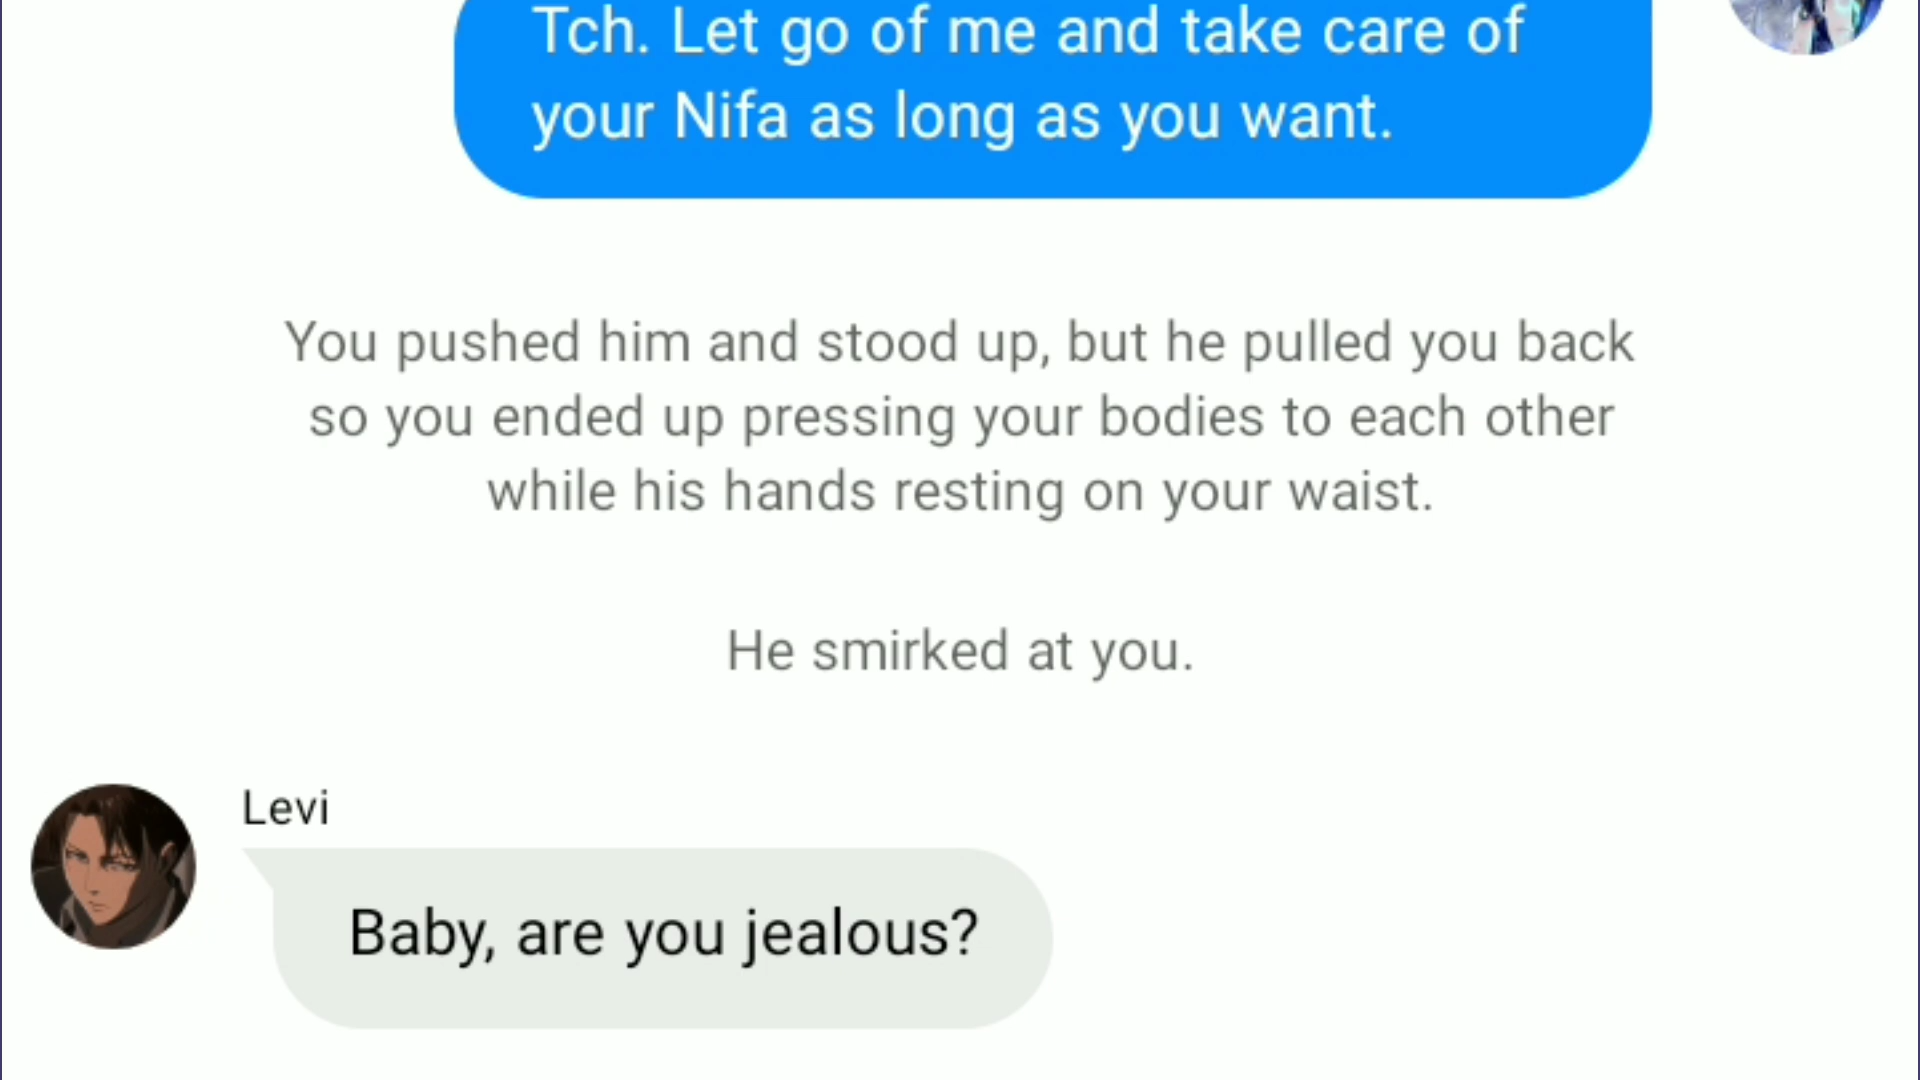 Tch. Let go of me and take care of
your Nifa as long as you want.
You pushed him and stood up, but he pulled you back
so you ended up pressing your bodies to each other
while his hands resting on your waist.
He smirked at you.
Levi
Baby, are you jealous?